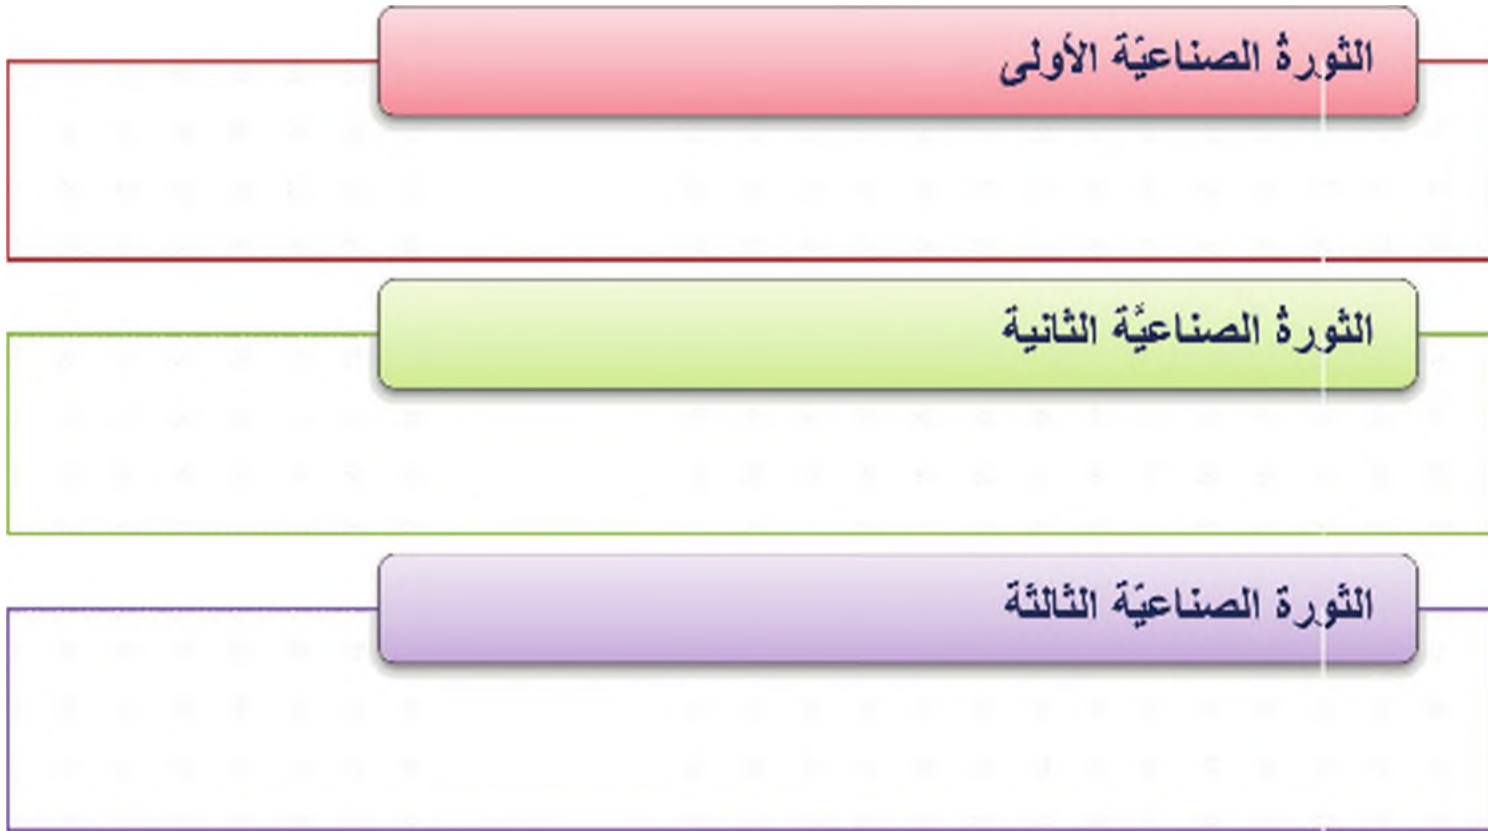 الثورةُ الصناعيّة الأولى
الثورةُ الصناعيَّة الثانية
الثورة الصناعيّة الثالثة